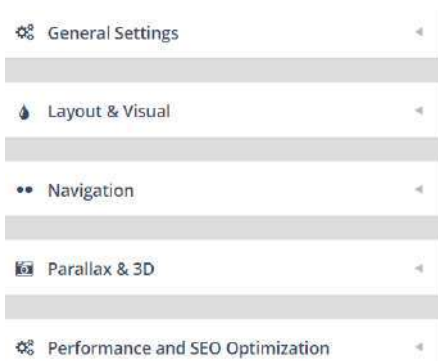 General Settings
Layout & Visual
Navigation
Parallax & 3D
Performance and SEO Optimization